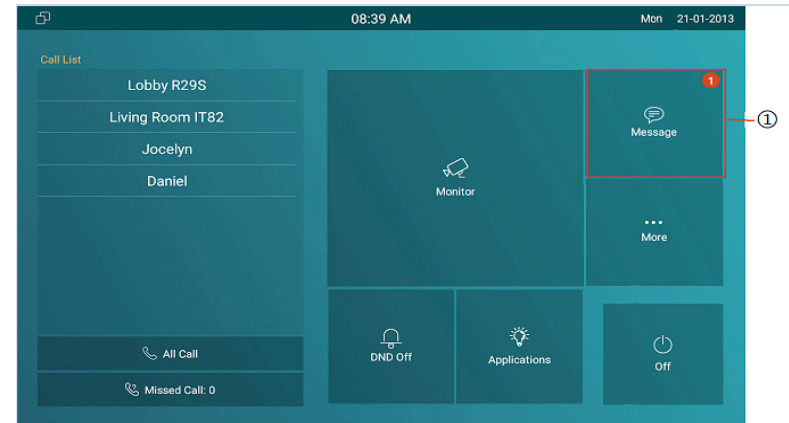 08:39 AM
Mon 21-01-2013
Call List
Lobby R29S
Living Room IT82
Jocelyn
Daniel
All Call
Missed Call: 0
Monitor
1
Message
①
More
DND Off
Applications
Off